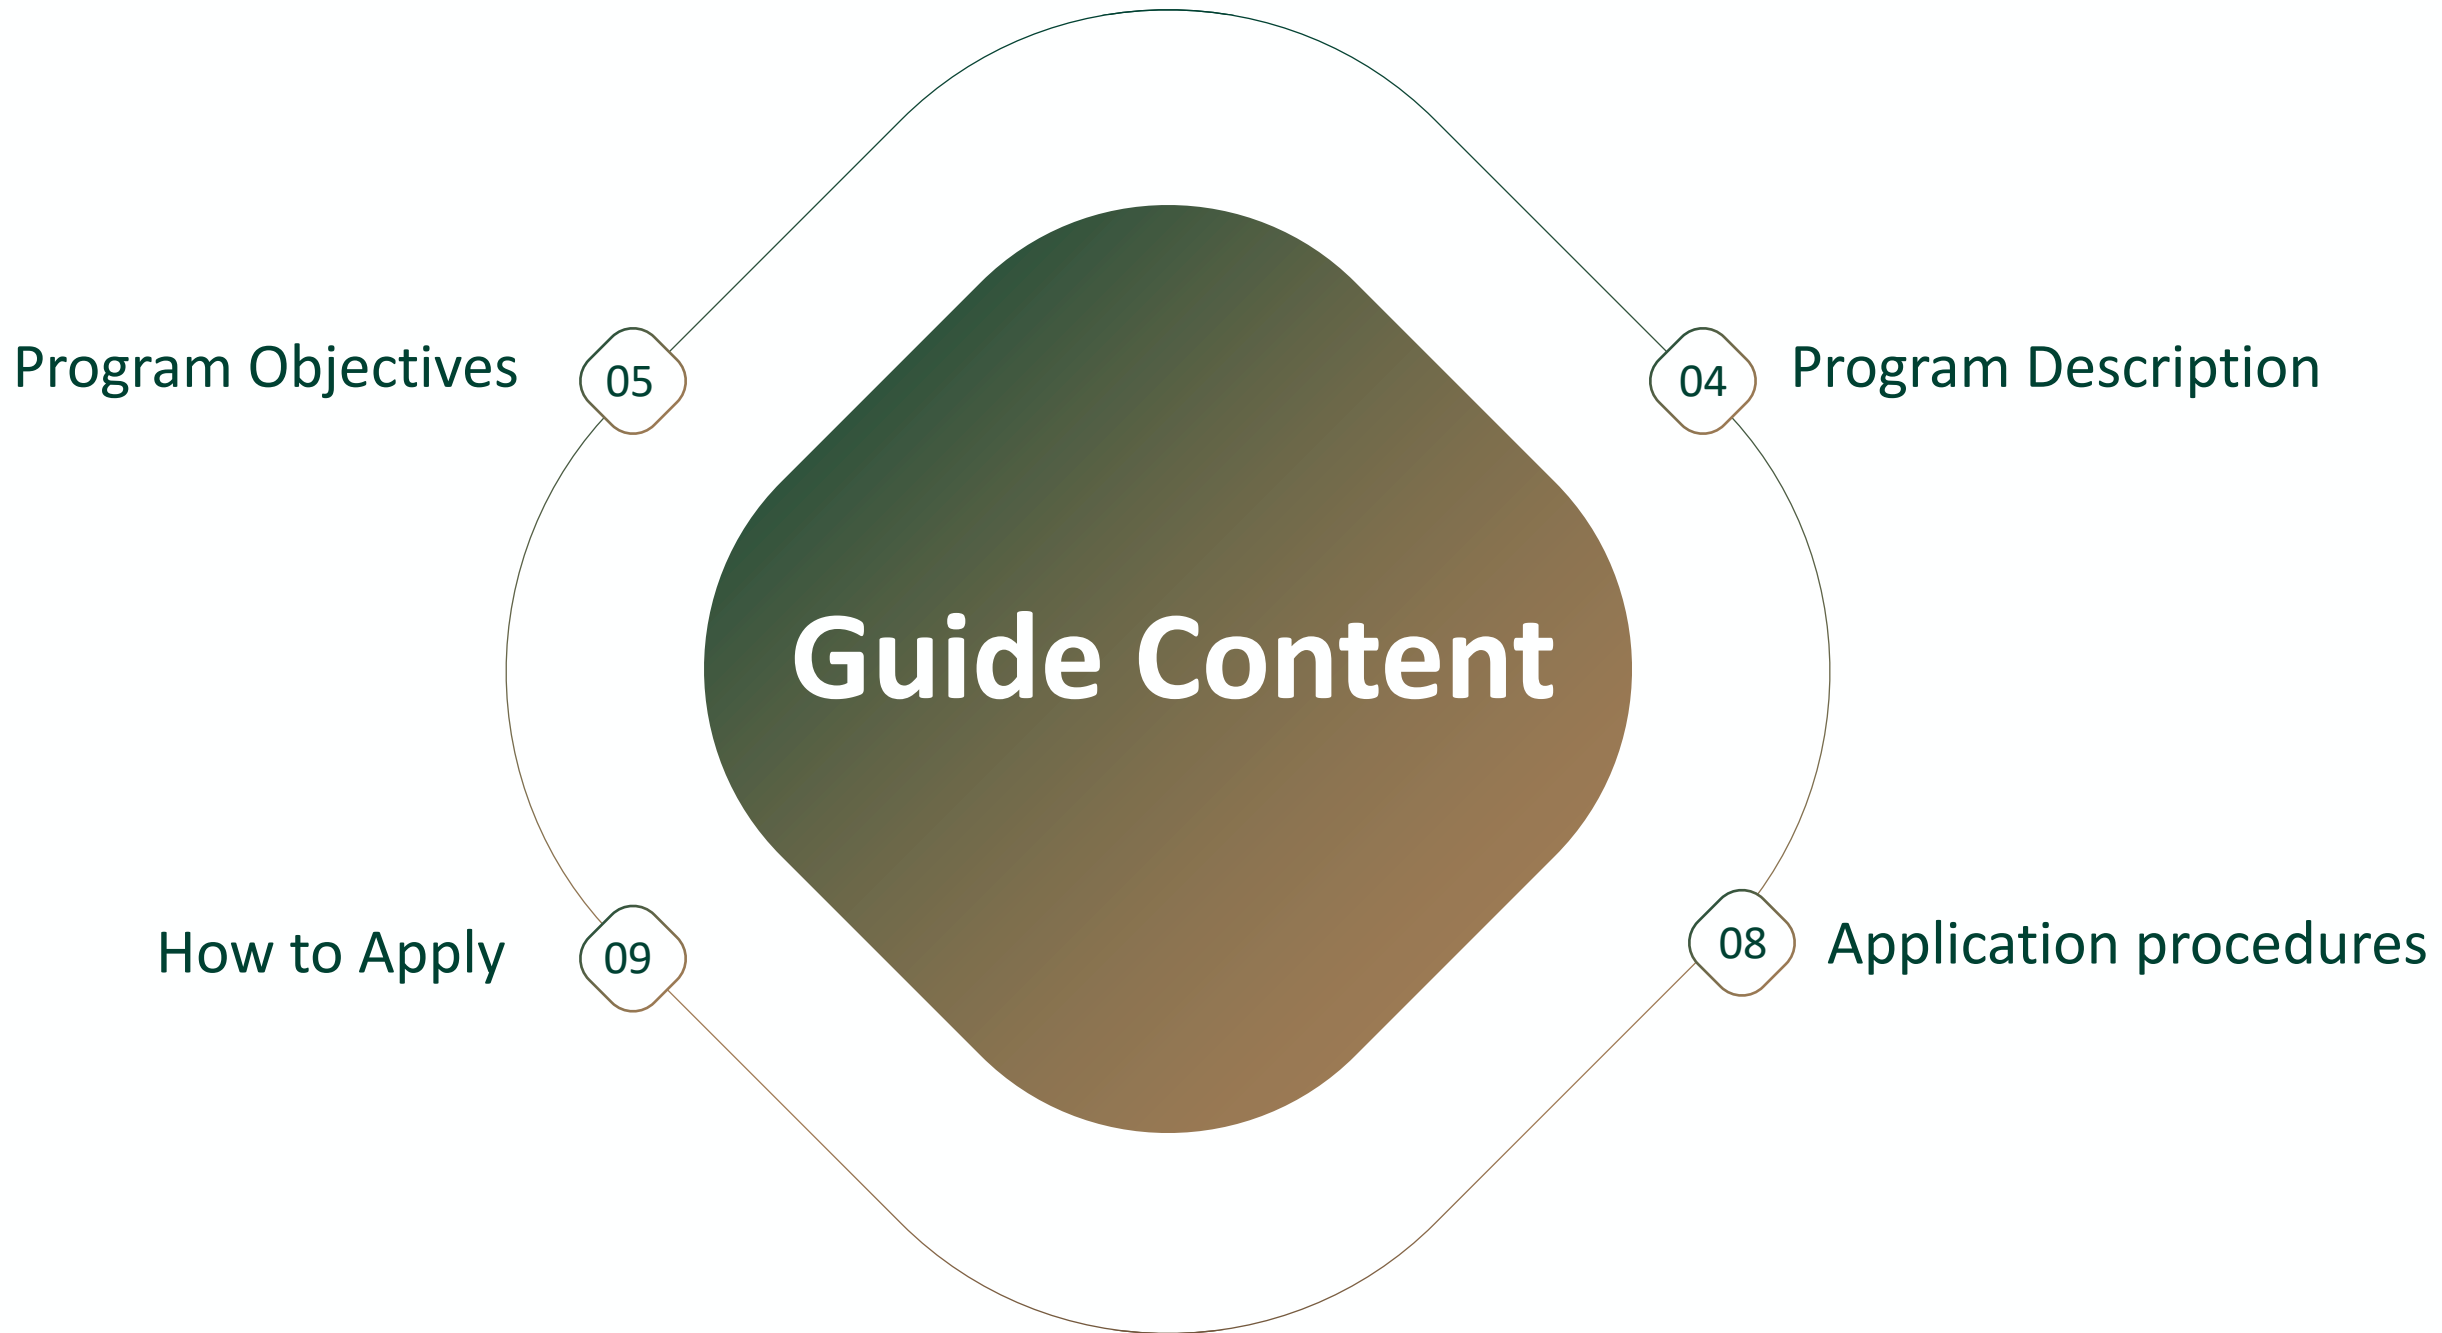 Program Objectives
05
04
Program Description
Guide Content
How to Apply
09
08
Application procedures